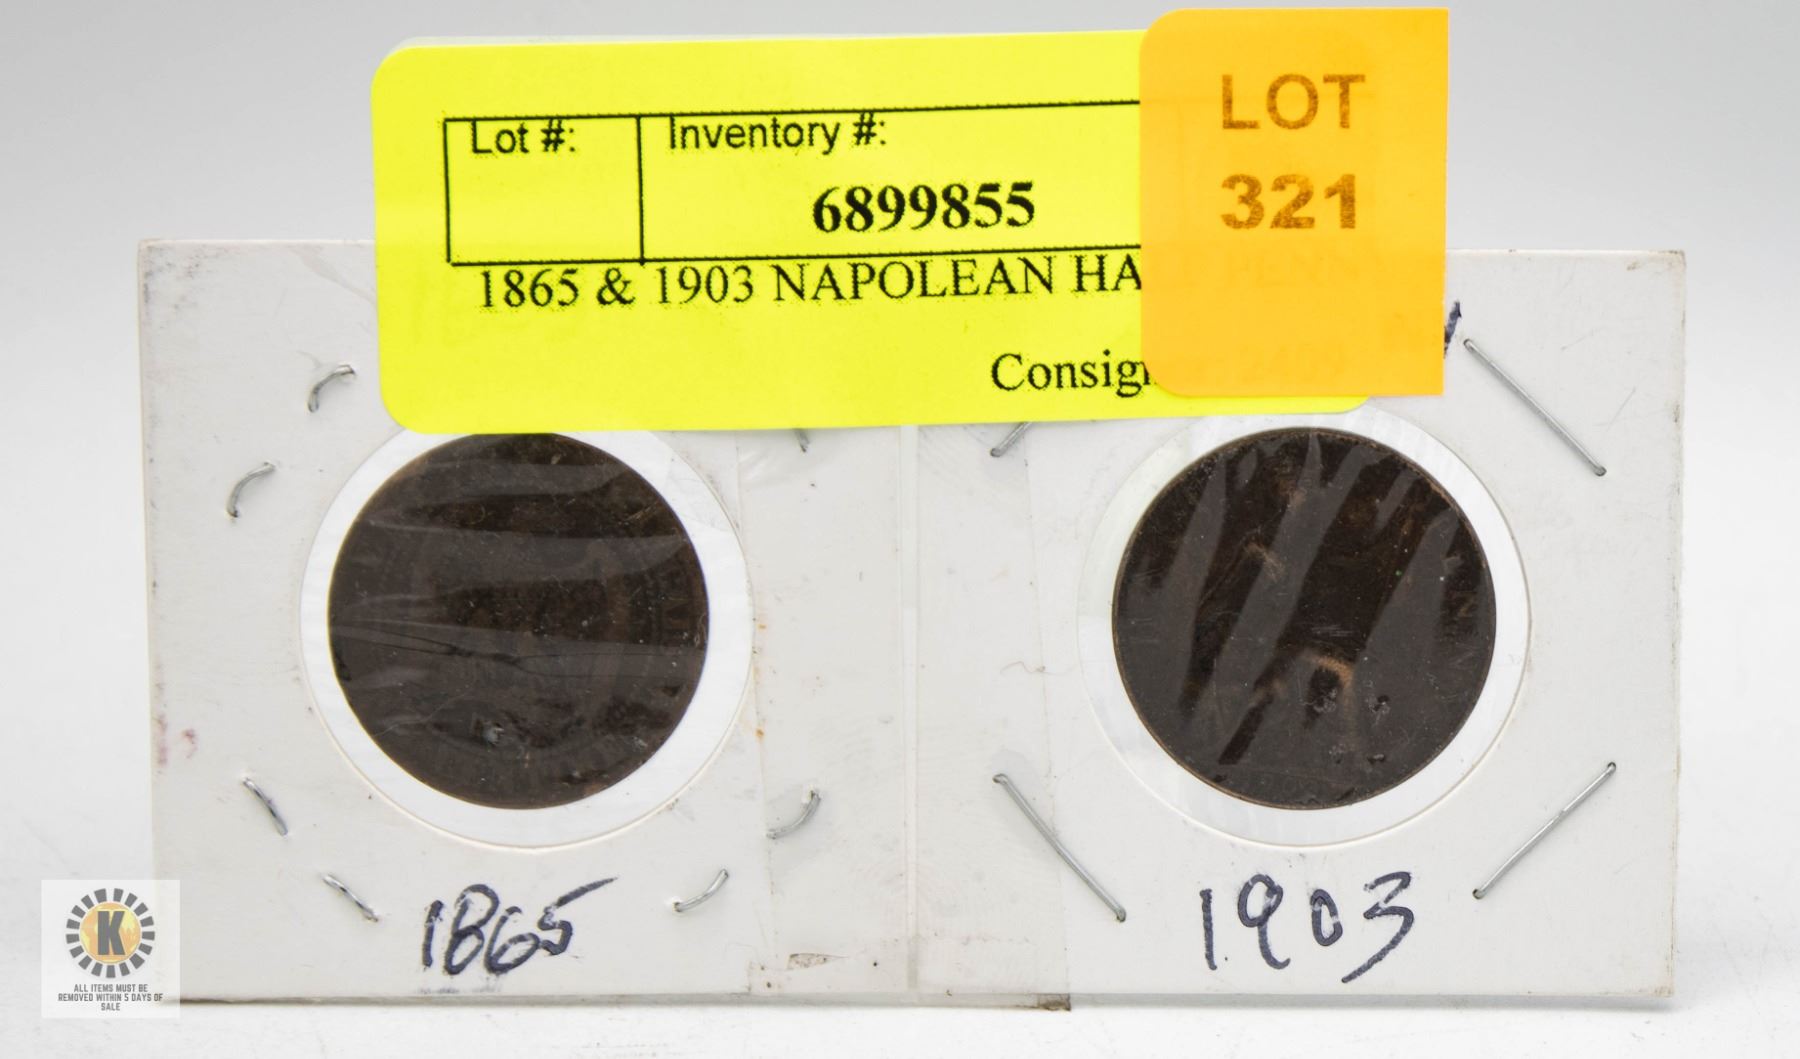 LOT
321
Lot #: Inventory #:
6899855
1865 & 1903 NAPOLEAN HA
Consig
1865
1903
K
ALL ITEMS MUST BE
REMOVED WITHIN 5 DAYS OF
SALE